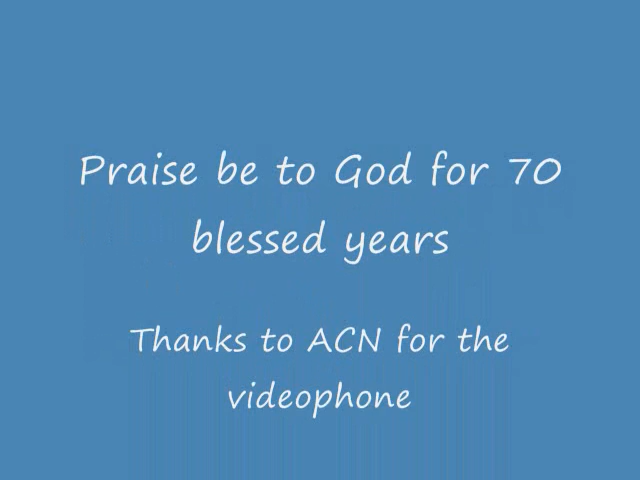 Praise be to God for 70
blessed years
Thanks to ACN for the
videophone